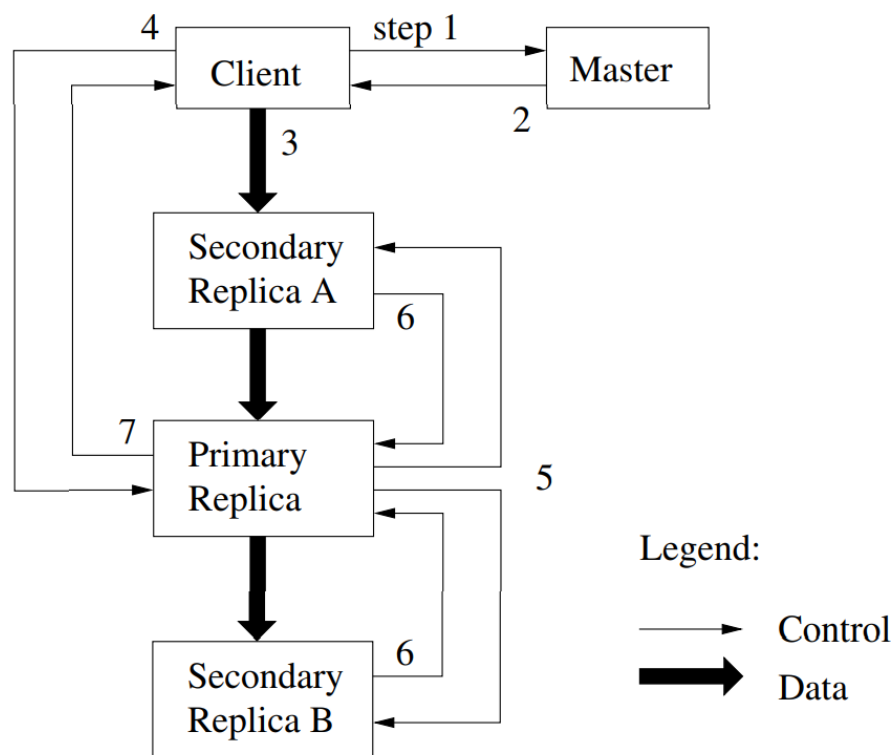 4
step 1
Client
Master
2
3
Secondary
Replica A
6
7
Primary
Replica
5
Legend:
Control
6
Secondary
Replica B
Data